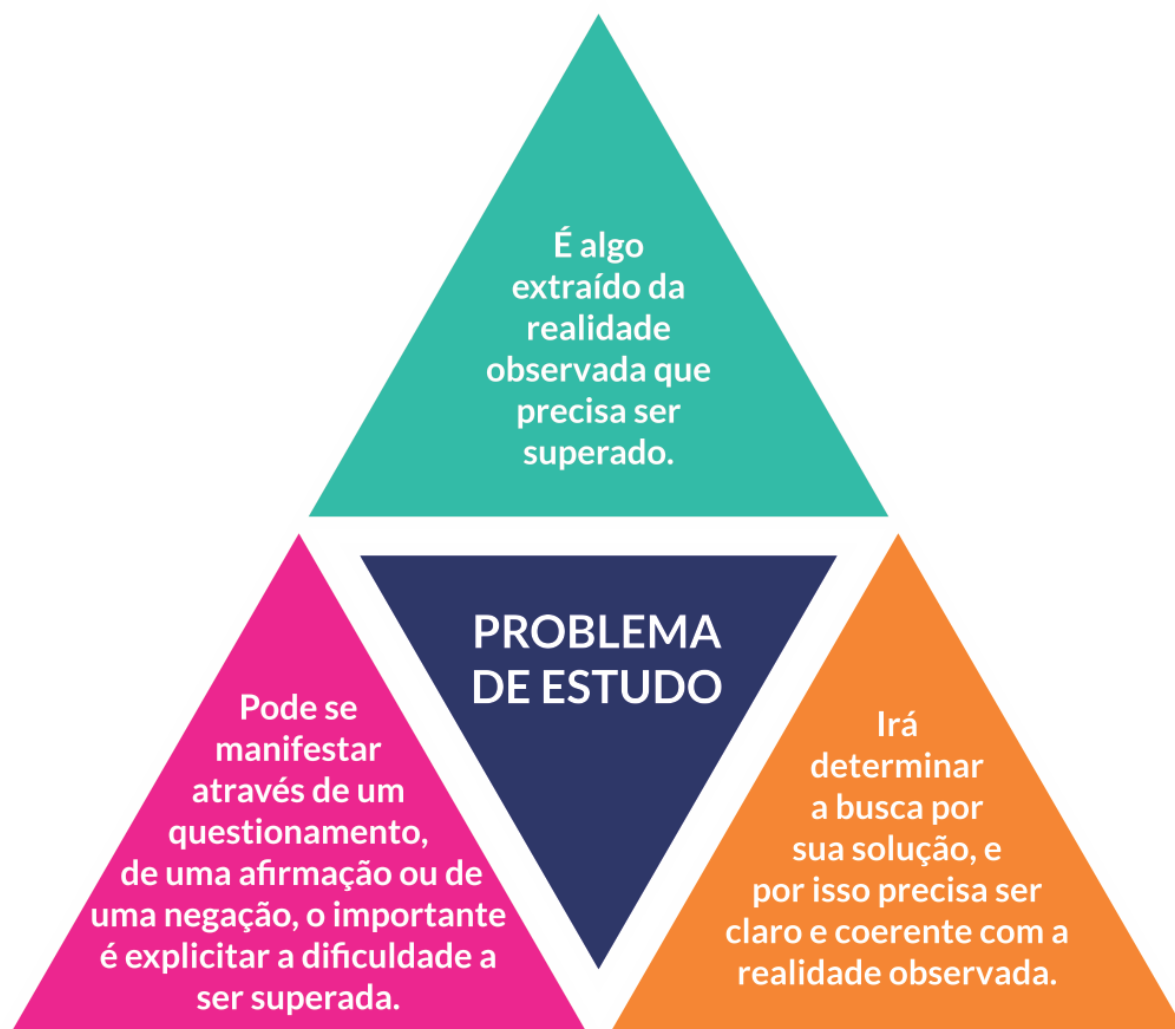 É algo
extraído da
realidade
observada que
precisa ser
superado.
PROBLEMA
DE ESTUDO
Pode se
manifestar
através de um
questionamento,
de uma afirmação ou de
uma negação, o importante
é explicitar a dificuldade a
ser superada.
Irá
determinar
a busca por
sua solução, e
por isso precisa ser
claro e coerente com a
realidade observada.